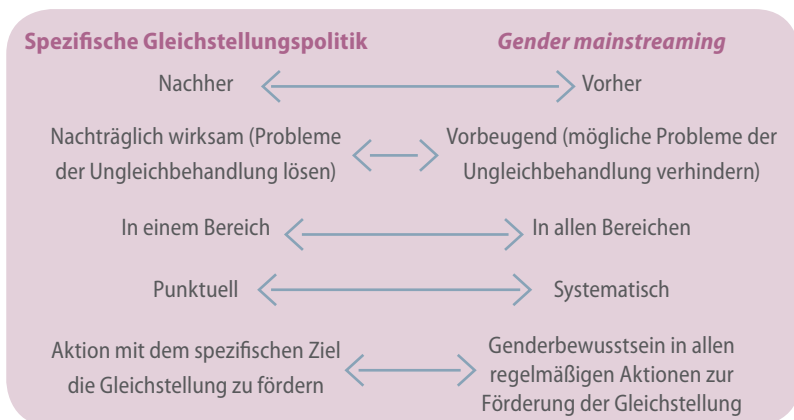 Spezifische Gleichstellungspolitik
Gender mainstreaming
Nachher
Vorher
Nachträglich wirksam (Probleme
der Ungleichbehandlung lösen)
Vorbeugend (mögliche Probleme der
Ungleichbehandlung verhindern)
In einem Bereich
In allen Bereichen
Punktuell
Systematisch
Aktion mit dem spezifischen Ziel
die Gleichstellung zu fördern
Genderbewusstsein in allen
regelmäßigen Aktionen zur
Förderung der Gleichstellung